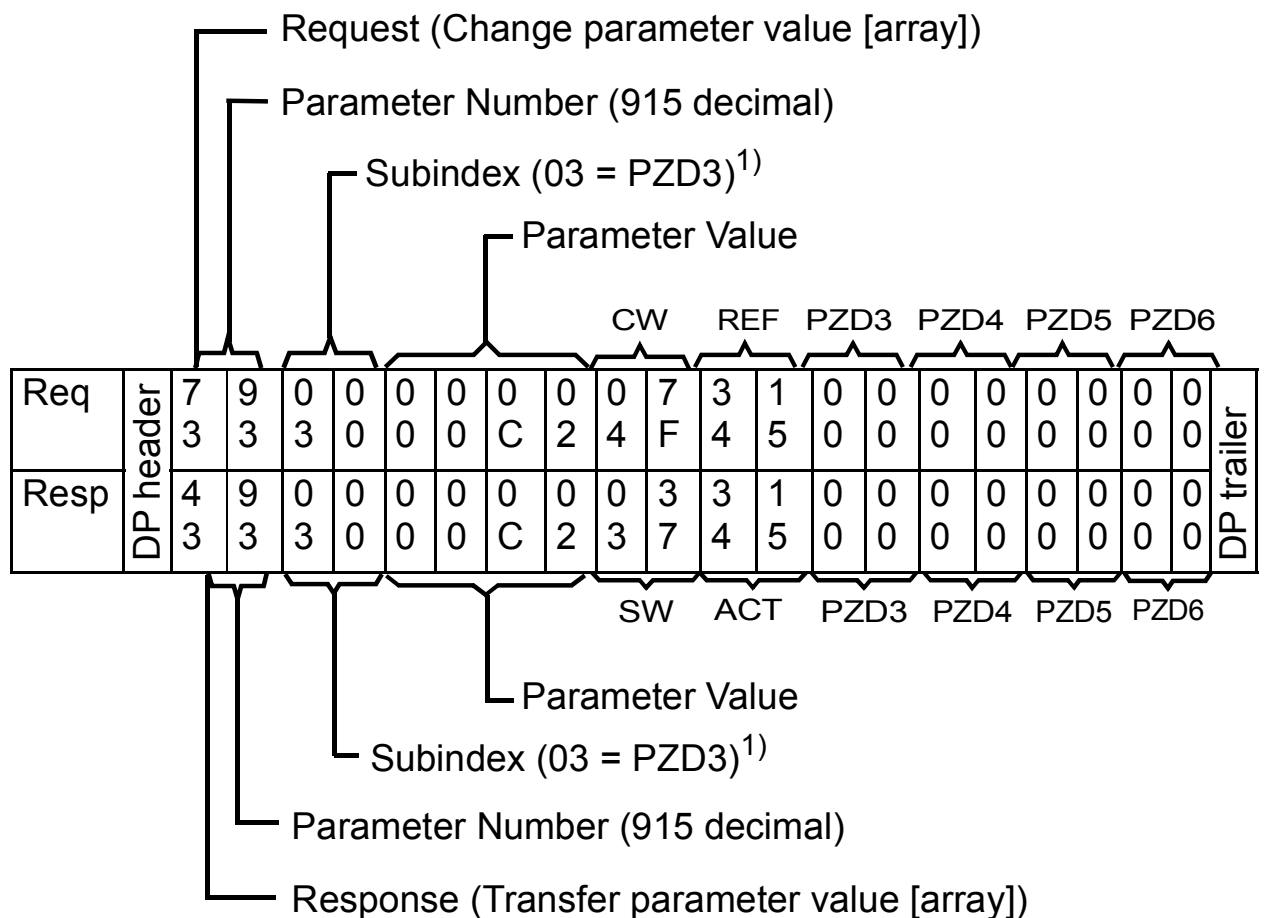 Request (Change parameter value [array])
Parameter Number (915 decimal)
Subindex (03 = PZD3)1)
Parameter Value
CW REF PZD3 PZD4 PZD5 PZD6
Req DP header 7 9 0 0 0 0 0 0 0 7 3 1 0 0 0 0 0 0 0 0 DP trailer
3 3 3 0 0 0 C 2 4 F 4 5 0 0 0 0 0 0 0 0
Resp 4 9 0 0 0 0 0 0 0 3 3 1 0 0 0 0 0 0 0 0
3 3 3 0 0 0 C 2 3 7 4 5 0 0 0 0 0 0 0 0
SW ACT PZD3 PZD4 PZD5 PZD6
Parameter Value
Subindex (03 = PZD3)1)
Parameter Number (915 decimal)
Response (Transfer parameter value [array])